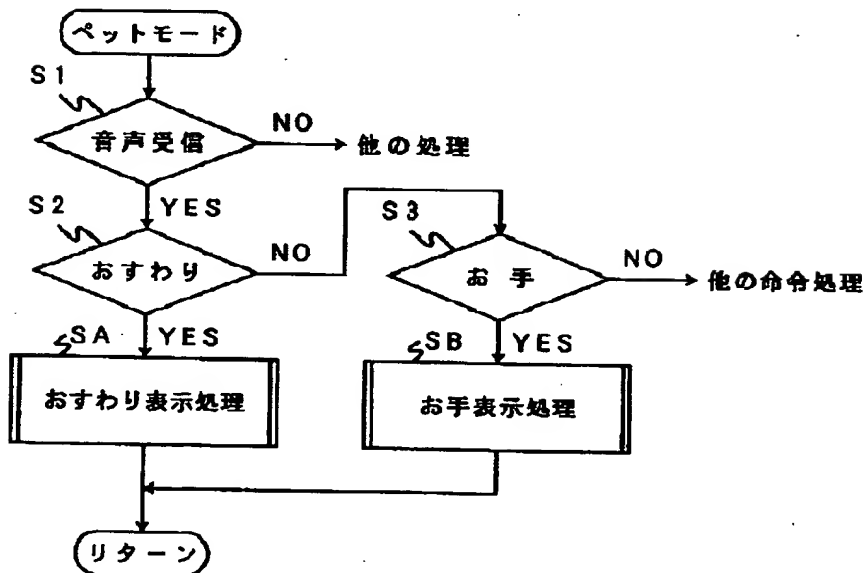 ペットモード
S1
音声受信
NO
他の処理
YES
S2
おすわり
NO
S3
お手
NO
他の命令処理
YES
SA
おすわり表示処理
YES
SB
お手表示処理
リターン